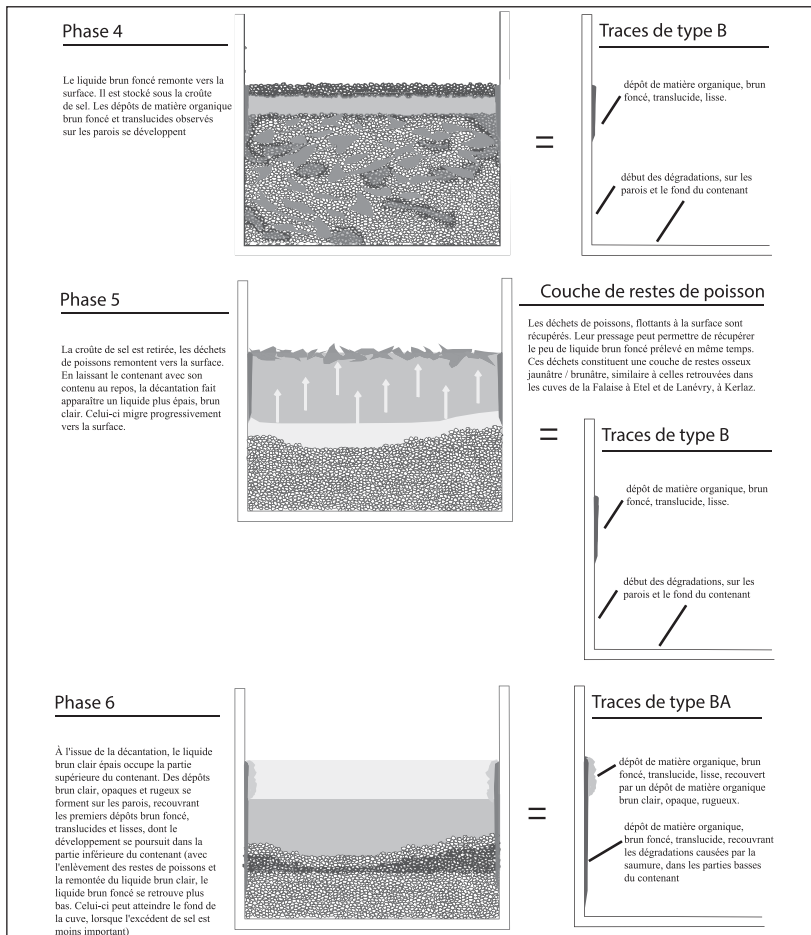 Phase 4
Le liquide brun foncé remonte vers la
surface. Il est stocké sous la croûte
de sel. Les dépôts de matière organique
brun foncé et translucides observés
sur les parois se développent
=
Traces de type B
dépôt de matière organique, brun
foncé, translucide, lisse.
début des dégradations, sur les
parois et le fond du contenant
Phase 5
La croûte de sel est retirée, les déchets
de poissons remontent vers la surface.
En laissant le contenant avec son
contenu au repos, la décantation fait
apparaître un liquide plus épais, brun
clair. Celui-ci migre progressivement
vers la surface.
Couche de restes de poisson
Les déchets de poissons, flottants à la surface sont
récupérés. Leur pressage peut permettre de récupérer
le peu de liquide brun foncé prélevé en même temps.
Ces déchets constituent une couche de restes osseux
jaunâtre / brunâtre, similaire à celles retrouvées dans
les cuves de la Falaise à Etel et de Lanévry, à Kerlaz.
=
Traces de type B
dépôt de matière organique, brun
foncé, translucide, lisse.
début des dégradations, sur les
parois et le fond du contenant
Phase 6
À l'issue de la décantation, le liquide
brun clair épais occupe la partie
supérieure du contenant. Des dépôts
brun clair, opaques et rugeux se
forment sur les parois, recouvrant
les premiers dépôts brun foncé,
translucides et lisses, dont le
développement se poursuit dans la
partie inférieure du contenant (avec
l'enlèvement des restes de poissons et
la remontée du liquide brun clair, le
liquide brun foncé se retrouve plus
bas. Celui-ci peut atteindre le fond de
la cuve, lorsque l'excédent de sel est
moins important)
=
Traces de type BA
dépôt de matière organique, brun
foncé, translucide, lisse, recouvert
par un dépôt de matière organique
brun clair, opaque, rugueux.
dépôt de matière organique,
brun foncé, translucide, recouvrant
les dégradations causées par la
saumure, dans les parties basses
du contenant